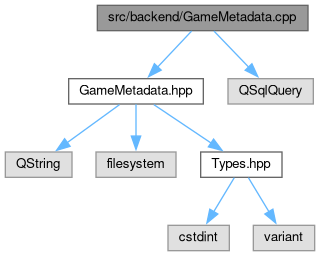 src/backend/GameMetadata.cpp
GameMetadata.hpp
QSqlQuery
QString
filesystem
Types.hpp
cstdint
variant